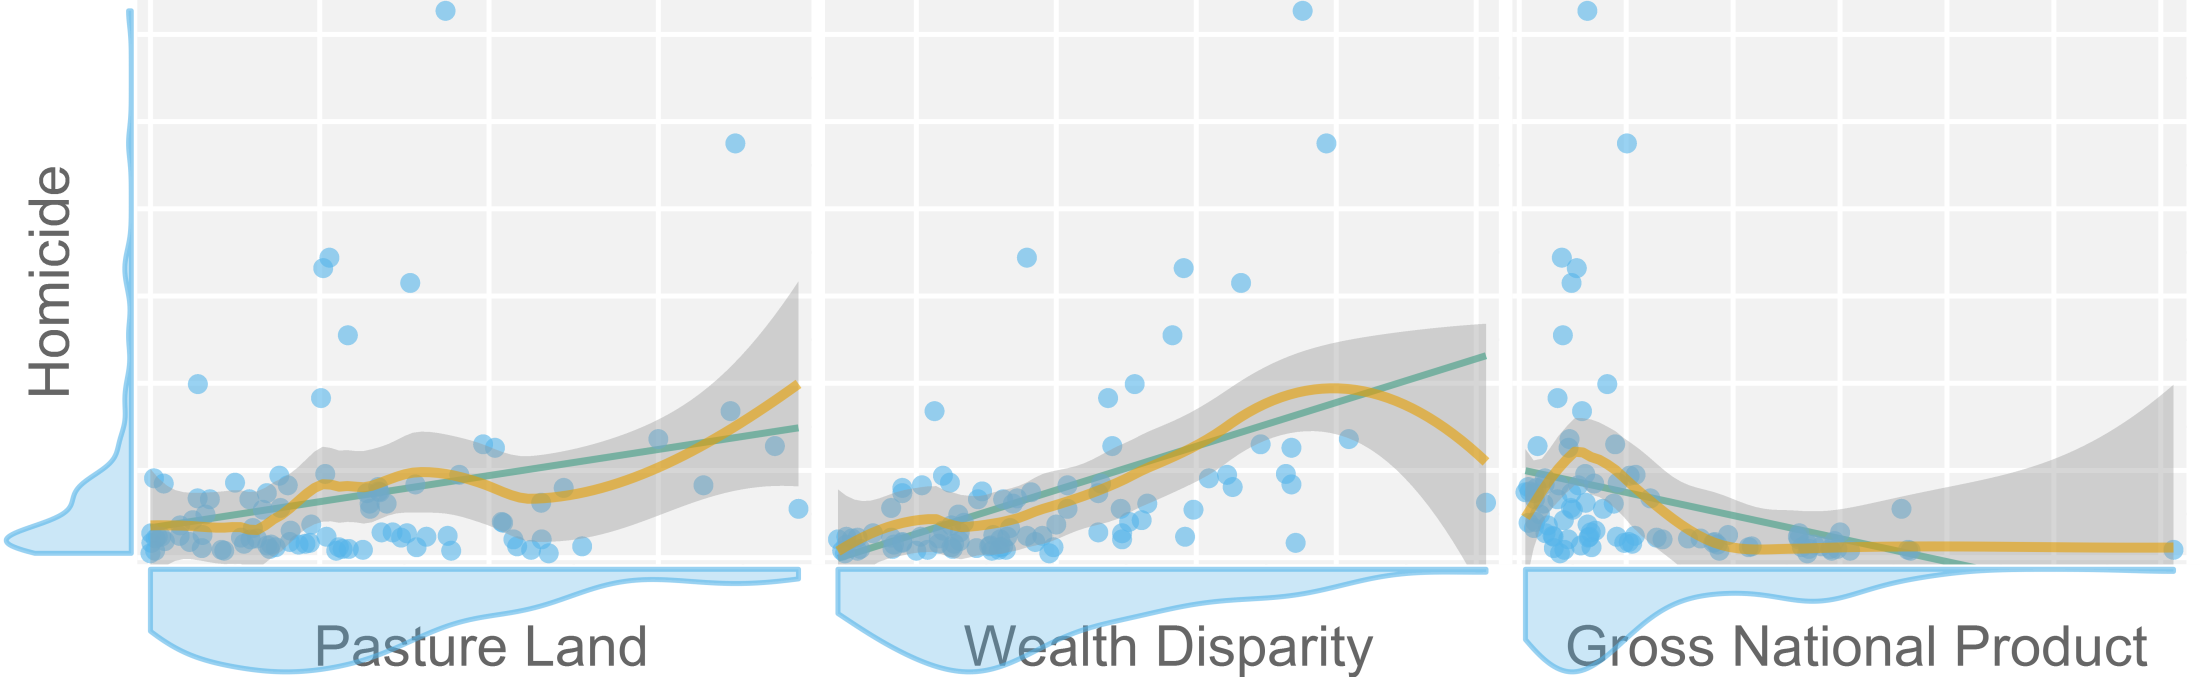 Homicide
Pasture Land
Wealth Disparity
Gross National Product